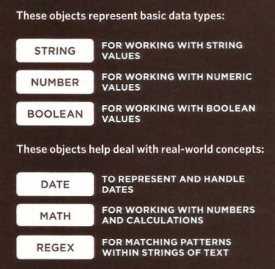 These objects represent basic data types:
STRING
FOR WORKING WITH STRING
VALUES
NUMBER
FOR WORKING WITH NUMERIC
VALUES
BOOLEAN
FOR WORKING WITH BOOLEAN
VALUES
These objects help deal with real-world concepts:
DATE
TO REPRESENT AND HANDLE
DATES
MATH
FOR WORKING WITH NUMBERS
AND CALCULATIONS
REGEX
FOR MATCHING PATTERNS
WITHIN STRINGS OF TEXT